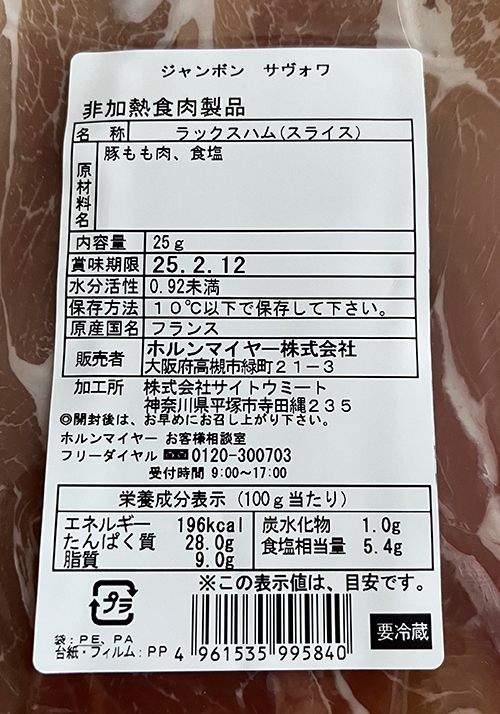 ジャンボン サヴォワ
非加熱食肉製品
名 称 ラックスハム(スライス)
原材料名 豚もも肉、食塩
内容量 25g
賞味期限 25.2.12
水分活性 0.92未満
保存方法 10℃以下で保存して下さい。
原産国名 フランス
販売者 ホルンマイヤー株式会社
大阪府高槻市緑町21-3
加工所 株式会社サイトウミート
神奈川県平塚市寺田縄235
◎開封後は、お早めにお召し上がり下さい。
ホルンマイヤー お客様相談室
フリーダイヤル 0120-300703
受付時間 9:00~17:00
栄養成分表示(100g当たり)
エネルギー 196kcal 炭水化物 1.0g
たんぱく質 28.0g 食塩相当量 5.4g
脂質 9.0g
※この表示値は、目安です。
プラ
袋:PE、PA
台紙・フィルム:PP
4 961535 995840
要冷蔵